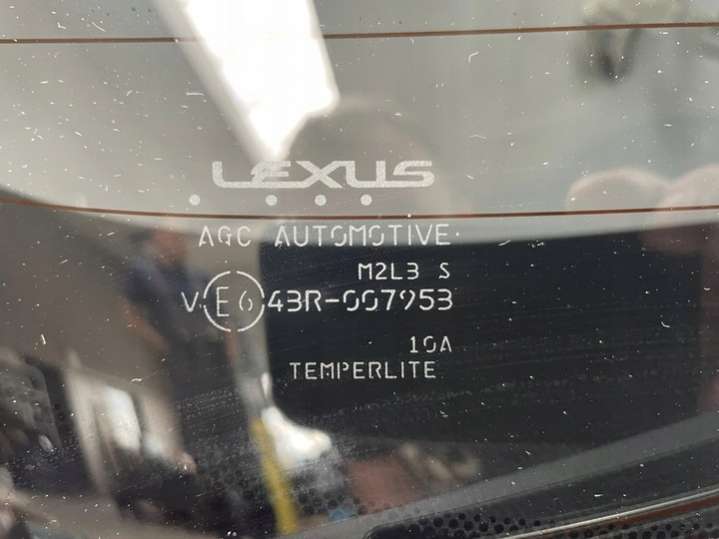 LEXUS
AGC AUTOMOTIVE
M2L3 S
V E6 43R-007953
10A
TEMPERLITE